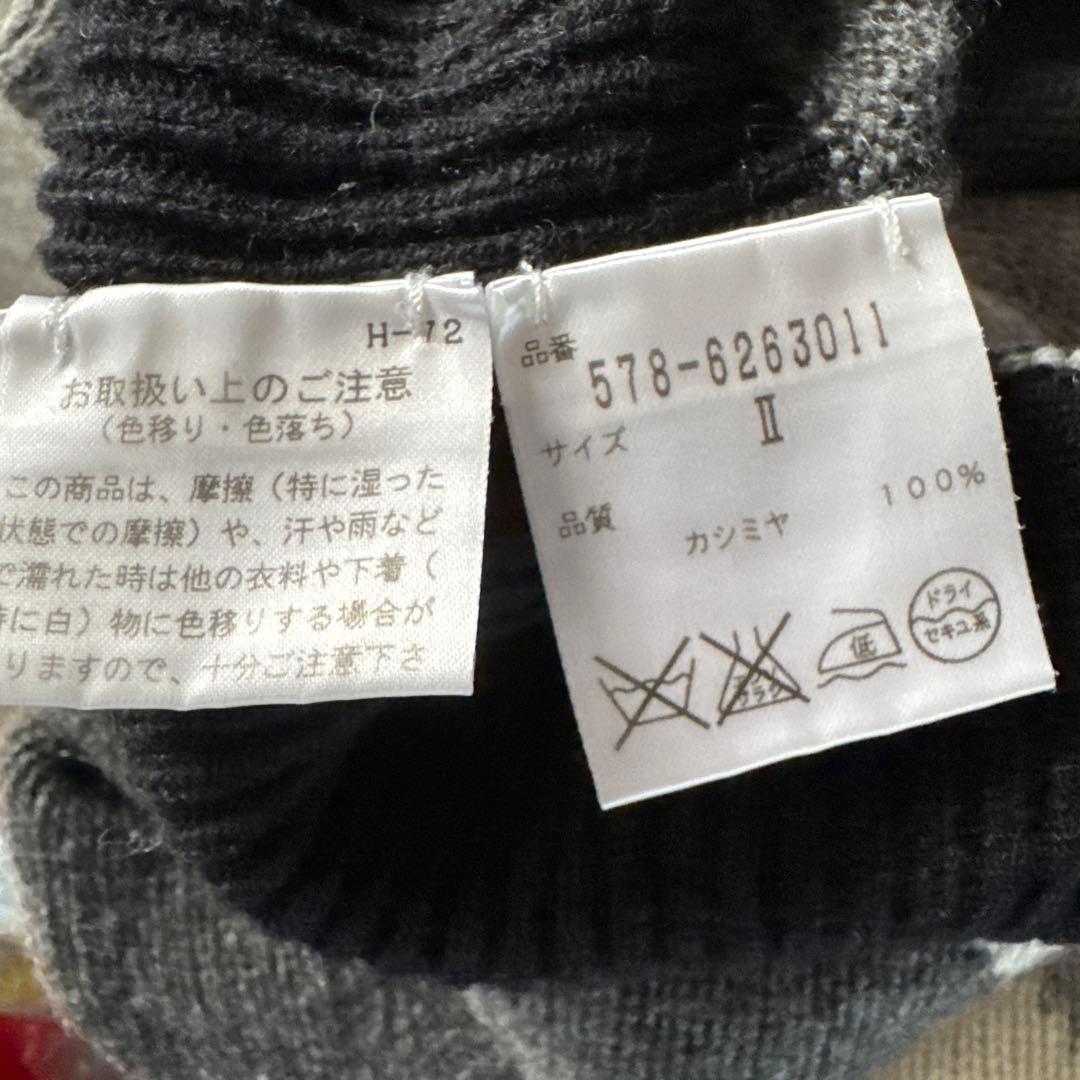 H-12
お取扱い上のご注意
(色移り・色落ち)
この商品は、摩擦(特に湿った
状態での摩擦)や、汗や雨など
で濡れた時は他の衣料や下着(
特に白)物に色移りする場合が
りますので、十分ご注意下さ
品番 578-6263011
サイズ Ⅱ
品質 カシミヤ 100%
低
ドライ
セキユ系